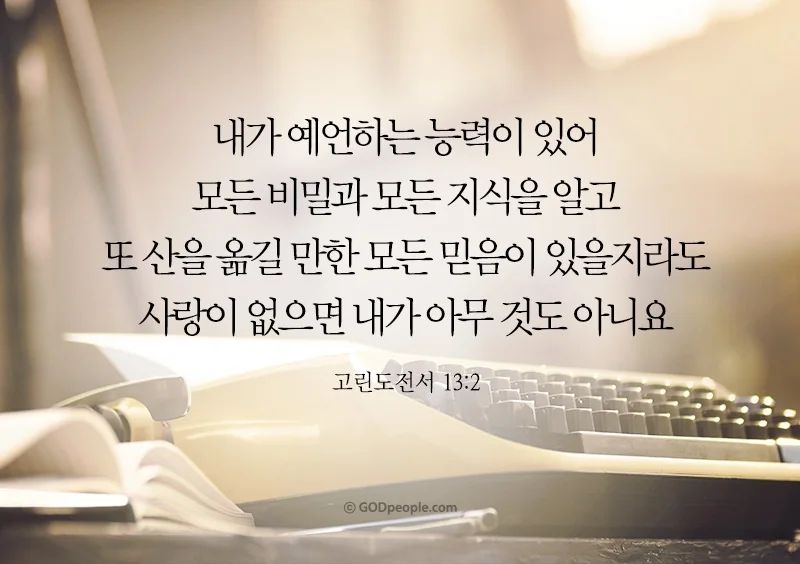 내가 예언하는 능력이 있어
모든 비밀과 모든 지식을 알고
또 산을 옮길 만한 모든 믿음이 있을지라도
사랑이 없으면 내가 아무 것도 아니요
고린도전서 13:2
© GODpeople.com